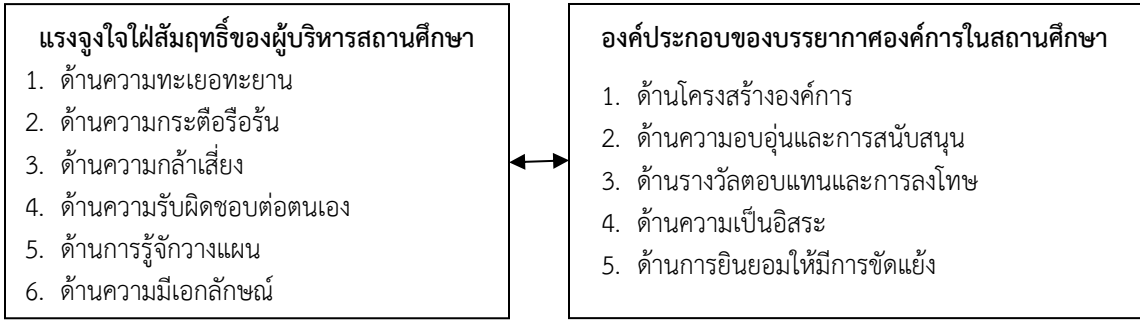 แรงจูงใจใฝ่สัมฤทธิ์ของผู้บริหารสถานศึกษา
1. ด้านความทะเยอทะยาน
2. ด้านความกระตือรือร้น
3. ด้านความกล้าเสี่ยง
4. ด้านความรับผิดชอบต่อตนเอง
5. ด้านการรู้จักวางแผน
6. ด้านความมีเอกลักษณ์
องค์ประกอบของบรรยากาศองค์การในสถานศึกษา
1. ด้านโครงสร้างองค์การ
2. ด้านความอบอุ่นและการสนับสนุน
3. ด้านรางวัลตอบแทนและการลงโทษ
4. ด้านความเป็นอิสระ
5. ด้านการยินยอมให้มีการขัดแย้ง